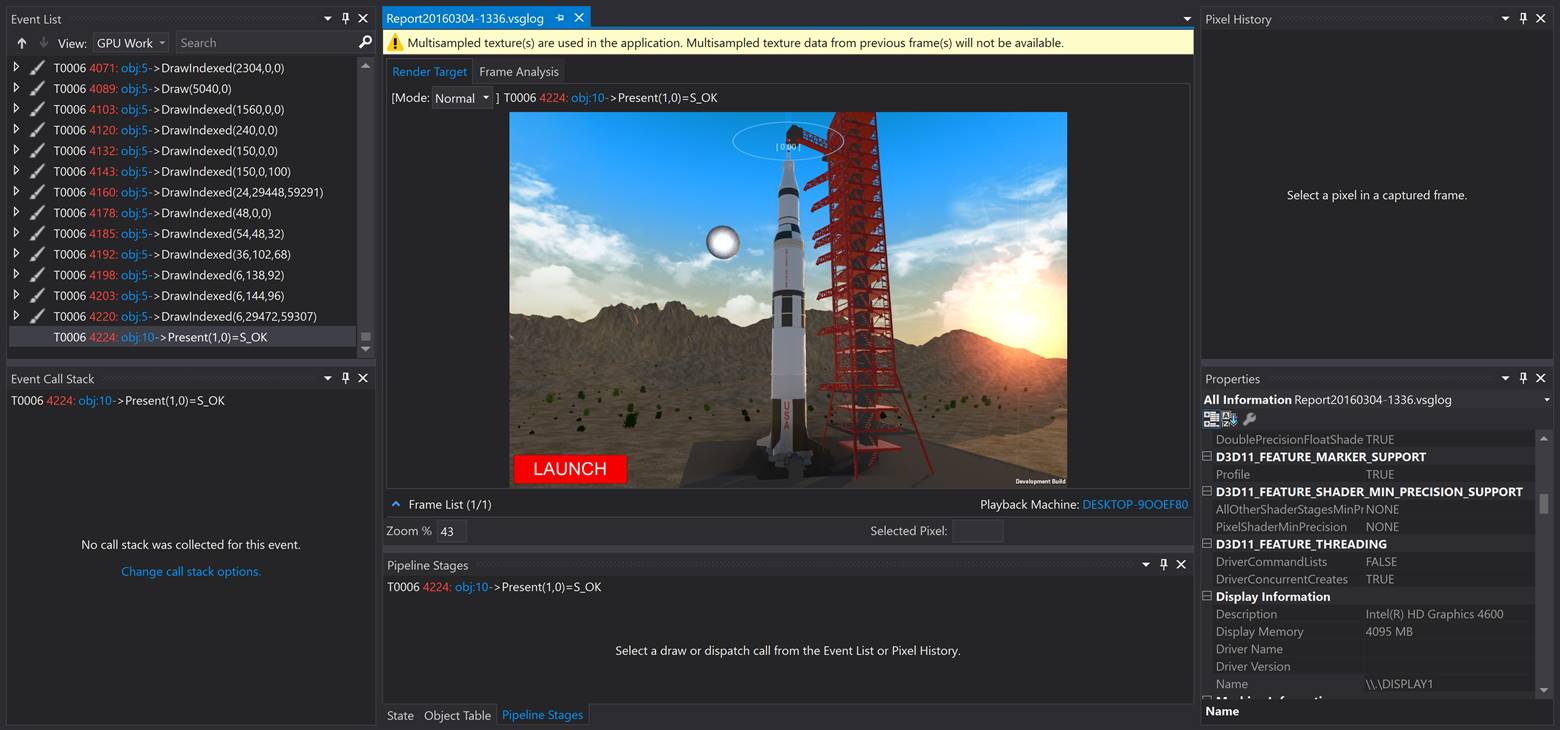 Event List
View: GPU Work Search
T0006 4071: obj:5->DrawIndexed(2304,0,0)
T0006 4089: obj:5->Draw(5040,0)
T0006 4103: obj:5->DrawIndexed(1560,0,0)
T0006 4120: obj:5->DrawIndexed(240,0,0)
T0006 4132: obj:5->DrawIndexed(150,0,0)
T0006 4143: obj:5->DrawIndexed(150,0,100)
T0006 4160: obj:5->DrawIndexed(24,29448,59291)
T0006 4178: obj:5->DrawIndexed(48,0,0)
T0006 4185: obj:5->DrawIndexed(54,48,32)
T0006 4192: obj:5->DrawIndexed(36,102,68)
T0006 4198: obj:5->DrawIndexed(6,138,92)
T0006 4203: obj:5->DrawIndexed(6,144,96)
T0006 4220: obj:5->DrawIndexed(6,29472,59307)
T0006 4224: obj:10->Present(1,0)=S_OK
Event Call Stack
T0006 4224: obj:10->Present(1,0)=S_OK
No call stack was collected for this event.
Change call stack options.
Report20160304-1336.vsglog
Multisampled texture(s) are used in the application. Multisampled texture data from previous frame(s) will not be available.
Render Target Frame Analysis
[Mode: Normal ] T0006 4224: obj:10->Present(1,0)=S_OK
[ 0.00 ]
USA
LAUNCH
Development Build
Frame List (1/1) Playback Machine: DESKTOP-9OOEF80
Zoom % 43 Selected Pixel:
Pipeline Stages
T0006 4224: obj:10->Present(1,0)=S_OK
Select a draw or dispatch call from the Event List or Pixel History.
State Object Table Pipeline Stages
Pixel History
Select a pixel in a captured frame.
Properties
All Information Report20160304-1336.vsglog
DoublePrecisionFloatShade TRUE
D3D11_FEATURE_MARKER_SUPPORT
Profile TRUE
D3D11_FEATURE_SHADER_MIN_PRECISION_SUPPORT
AllOtherShaderStagesMinPr NONE
PixelShaderMinPrecision NONE
D3D11_FEATURE_THREADING
DriverCommandLists FALSE
DriverConcurrentCreates TRUE
Display Information
Description Intel(R) HD Graphics 4600
Display Memory 4095 MB
Driver Name
Driver Version
Name \\.\DISPLAY1
Name